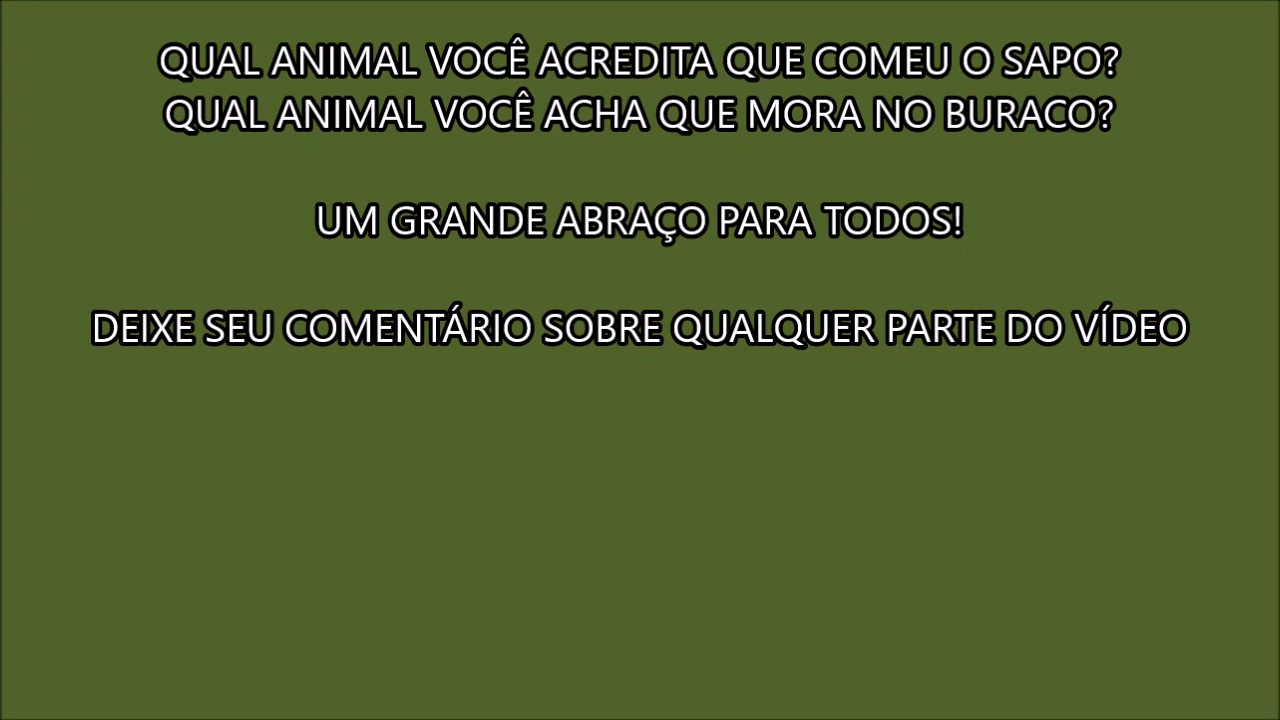 QUAL ANIMAL VOCÊ ACREDITA QUE COMEU O SAPO?
QUAL ANIMAL VOCÊ ACHA QUE MORA NO BURACO?
UM GRANDE ABRAÇO PARA TODOS!
DEIXE SEU COMENTÁRIO SOBRE QUALQUER PARTE DO VÍDEO